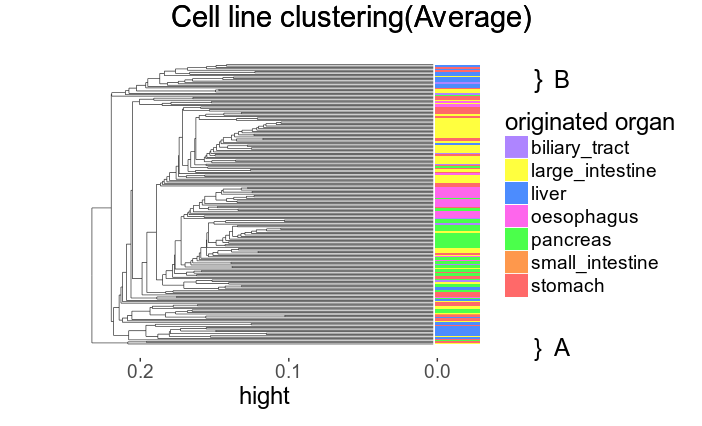 Cell line clustering(Average)
} B
originated organ
biliary_tract
large_intestine
liver
oesophagus
pancreas
small_intestine
stomach
} A
0.2 0.1 0.0
hight